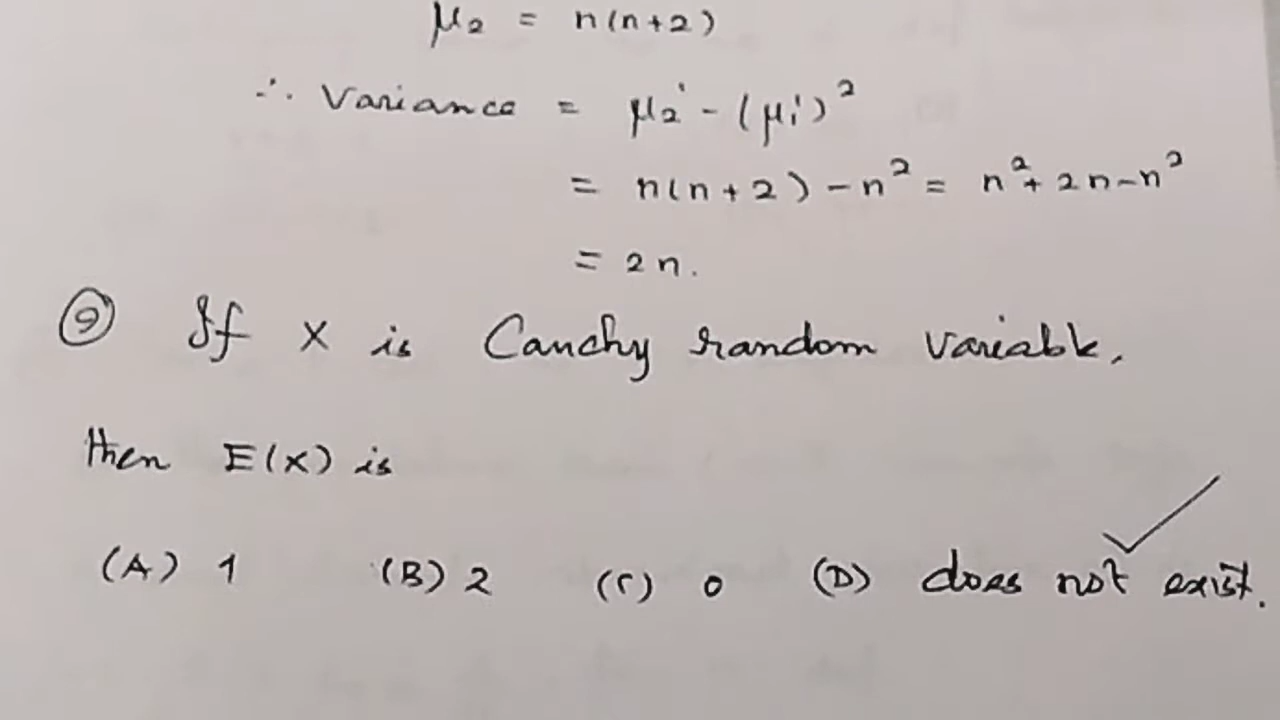 μ₂ = n(n+2)
∴ Variance = μ₂' - (μ₁')²
= n(n+2) - n² = n² + 2n - n²
= 2n.
⑨ If X is Cauchy random variable,
then E(X) is
(A) 1 (B) 2 (C) 0 (D) does not exist. ✓